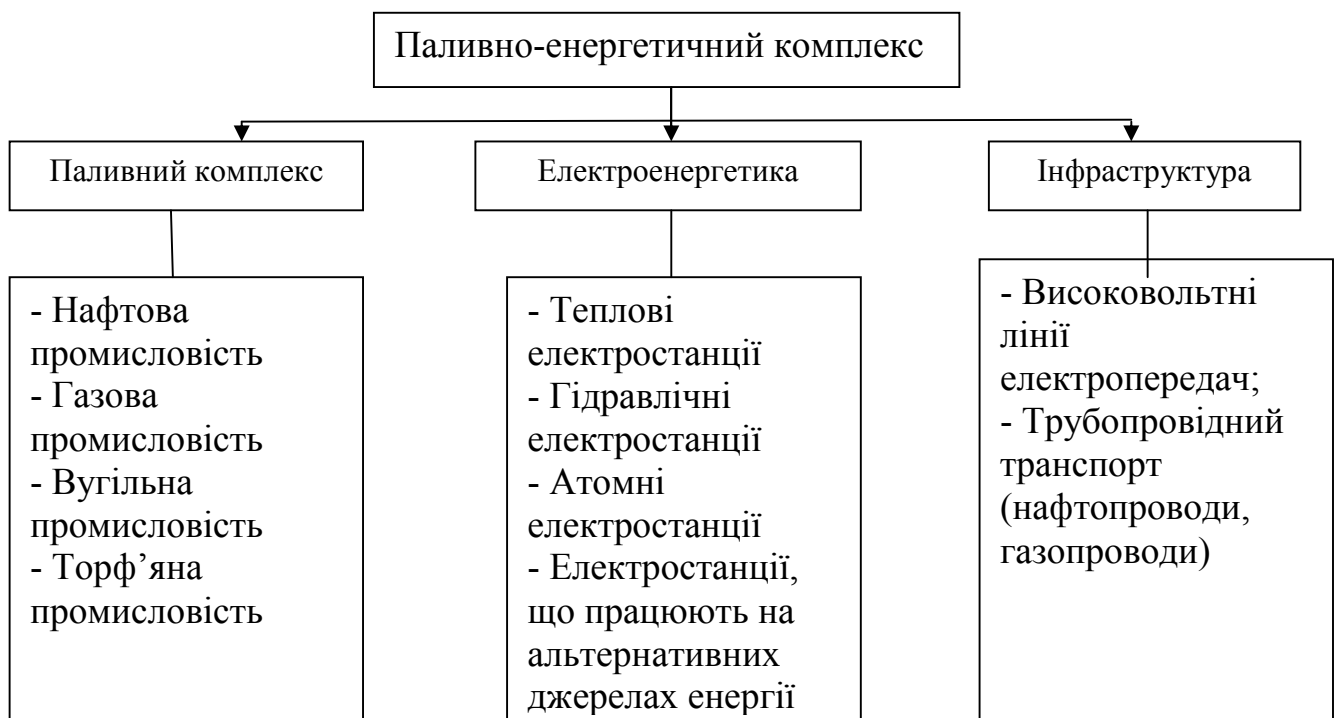 Паливно-енергетичний комплекс
Паливний комплекс
Електроенергетика
Інфраструктура
- Нафтова
промисловість
- Газова
промисловість
- Вугільна
промисловість
- Торф’яна
промисловість
- Теплові
електростанції
- Гідравлічні
електростанції
- Атомні
електростанції
- Електростанції,
що працюють на
альтернативних
джерелах енергії
- Високовольтні
лінії
електропередач;
- Трубопровідний
транспорт
(нафтопроводи,
газопроводи)